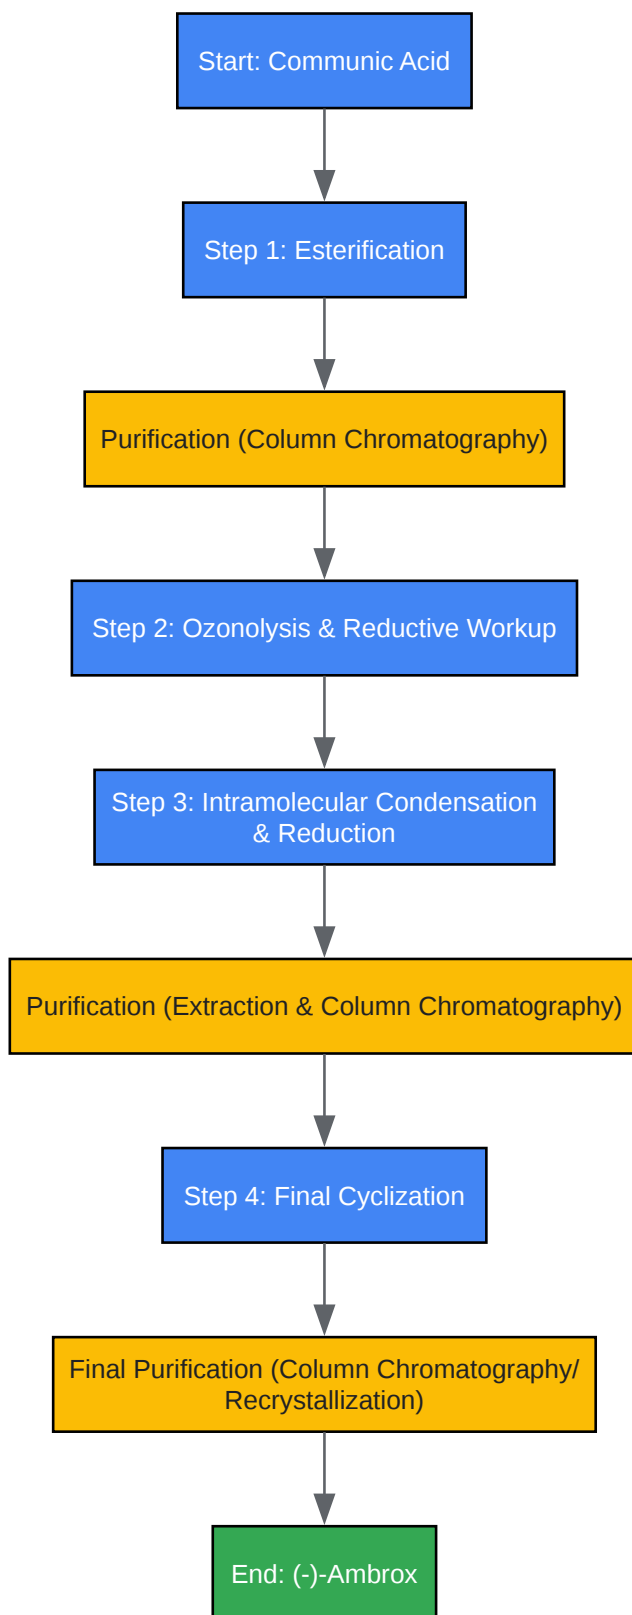 Start: Communic Acid
Step 1: Esterification
Purification (Column Chromatography)
Step 2: Ozonolysis & Reductive Workup
Step 3: Intramolecular Condensation
& Reduction
Purification (Extraction & Column Chromatography)
Step 4: Final Cyclization
Final Purification (Column Chromatography/
Recrystallization)
End: (-)-Ambrox